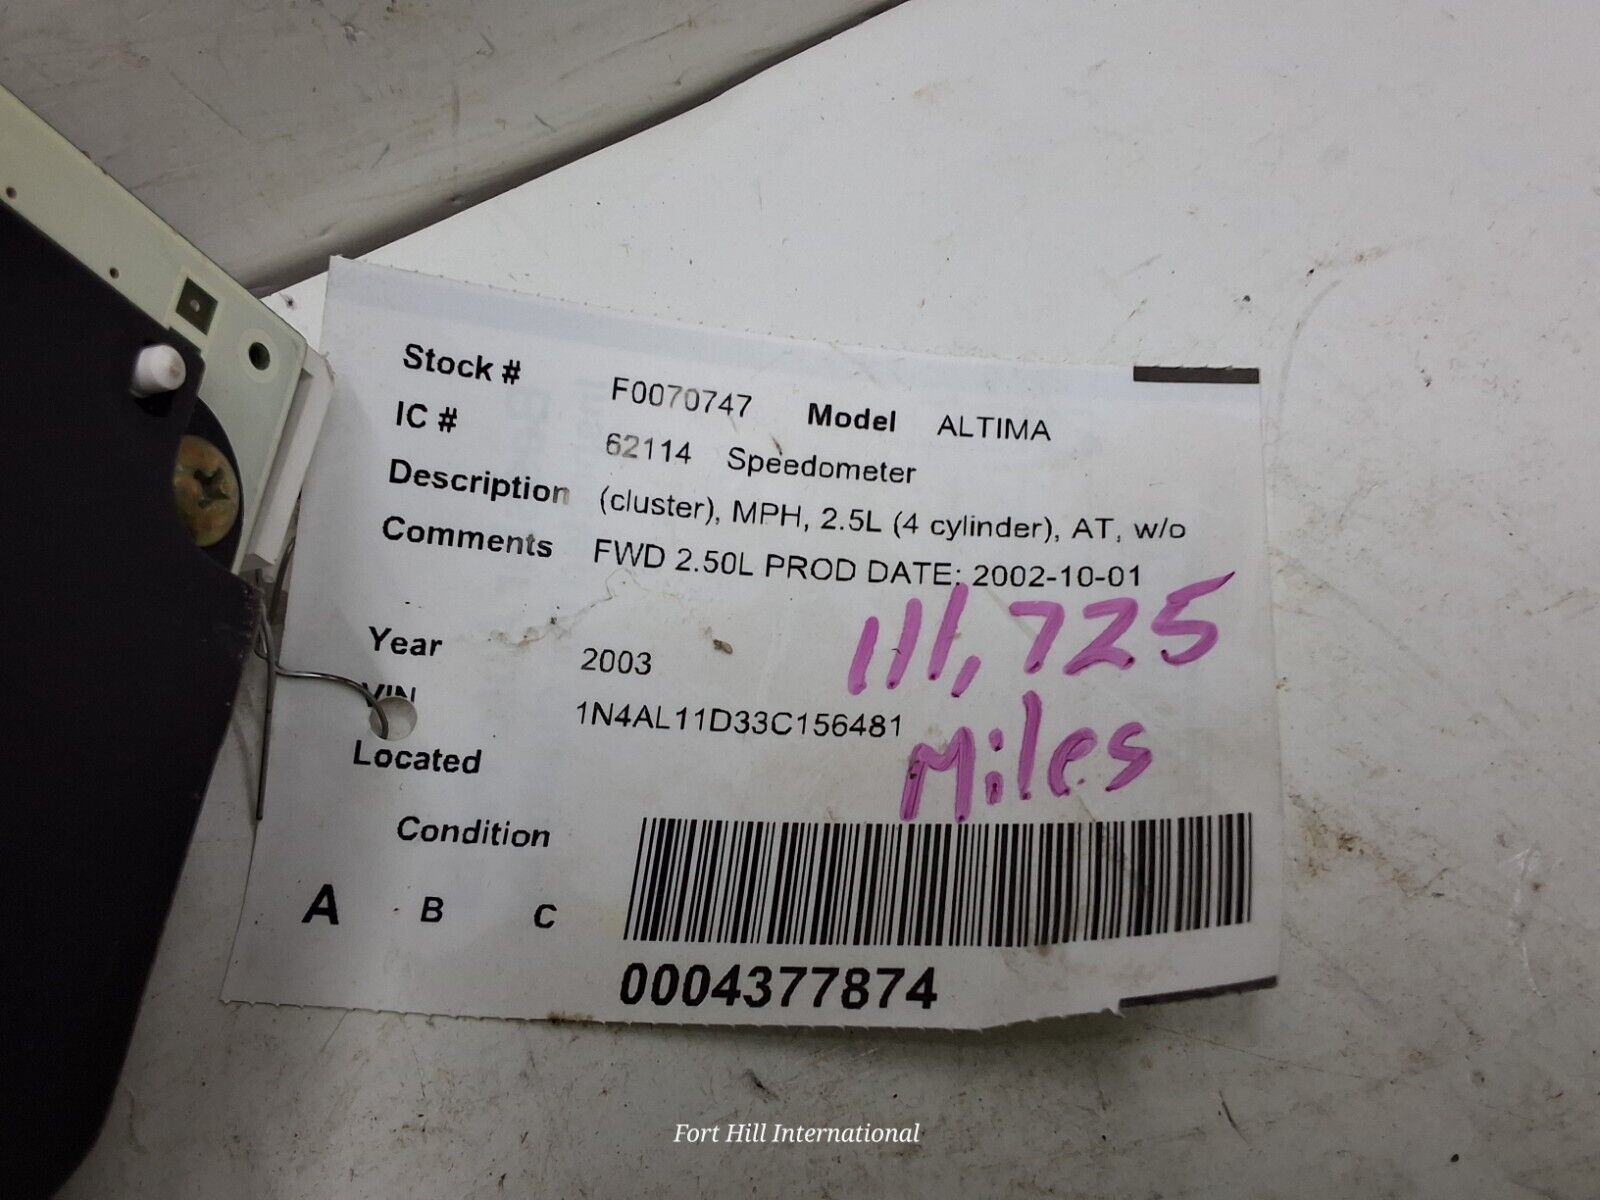 Stock # F0070747 Model ALTIMA
IC # 62114 Speedometer
Description (cluster), MPH, 2.5L (4 cylinder), AT, w/o
Comments FWD 2.50L PROD DATE: 2002-10-01
111,725
Year 2003
VIN 1N4AL11D33C156481
Miles
Located
Condition
A B C
0004377874
Fort Hill International